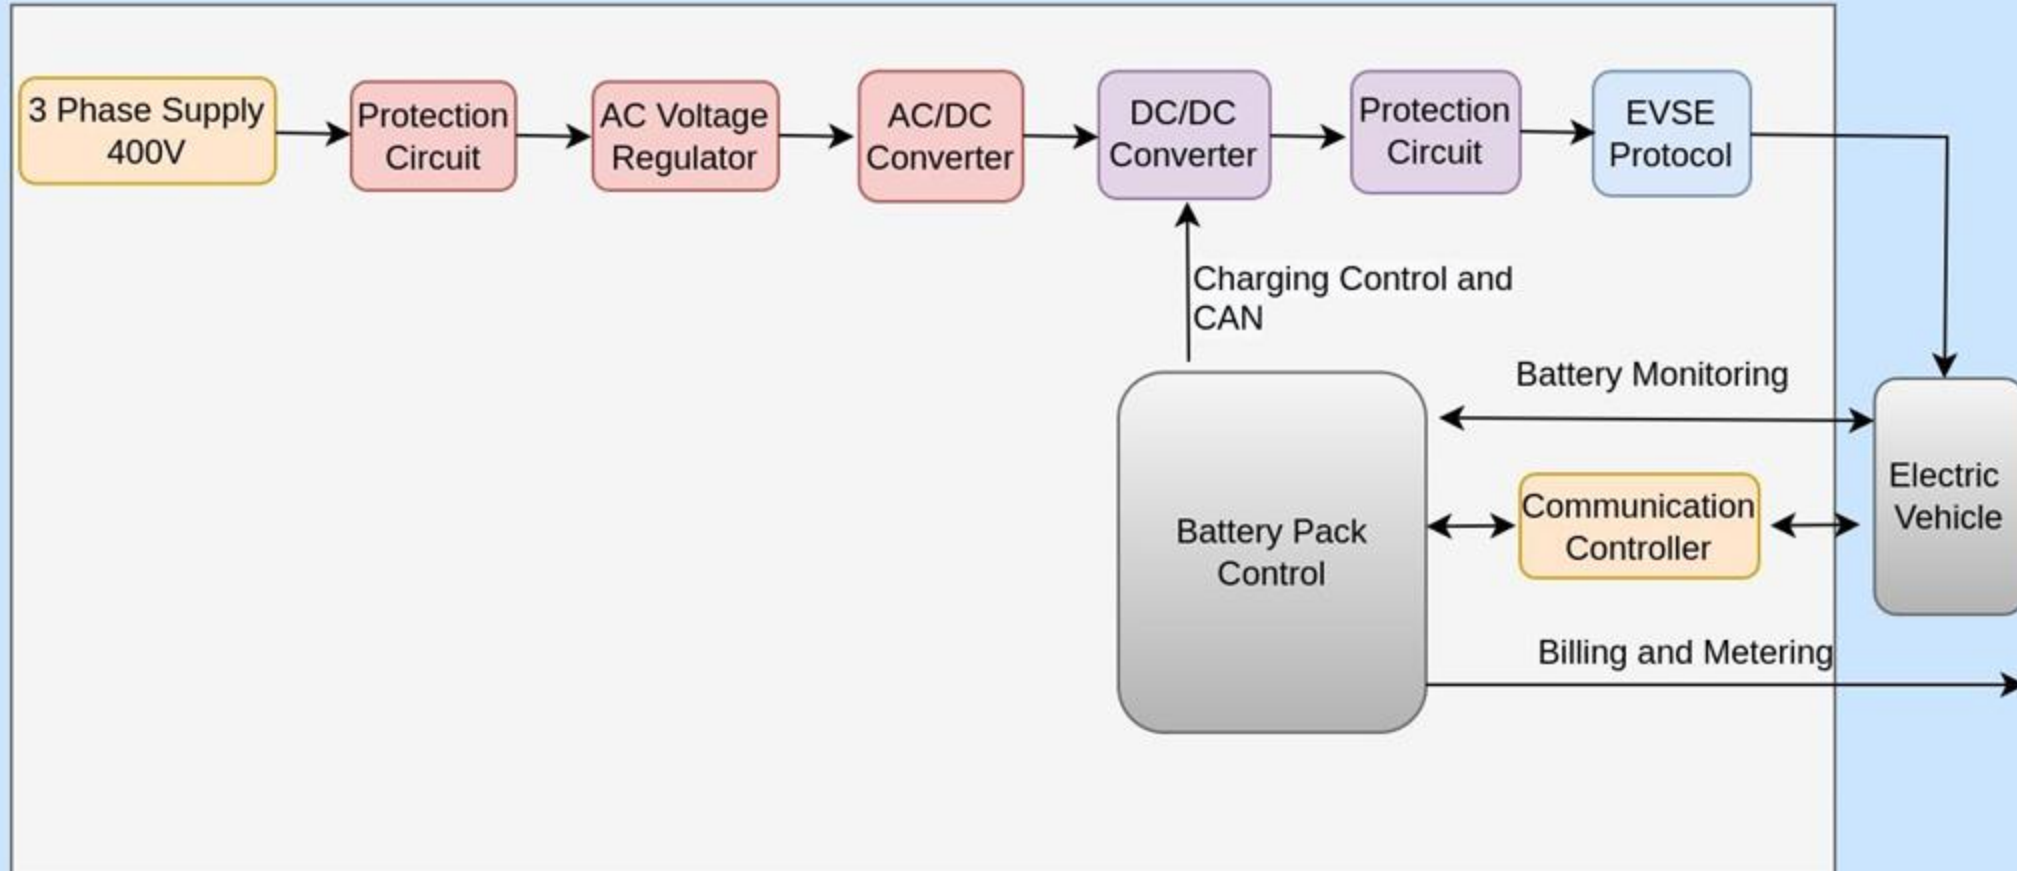 3 Phase Supply
400V
Protection
Circuit
AC Voltage
Regulator
AC/DC
Converter
DC/DC
Converter
Protection
Circuit
EVSE
Protocol
Charging Control and
CAN
Battery Monitoring
Battery Pack
Control
Communication
Controller
Electric
Vehicle
Billing and Metering